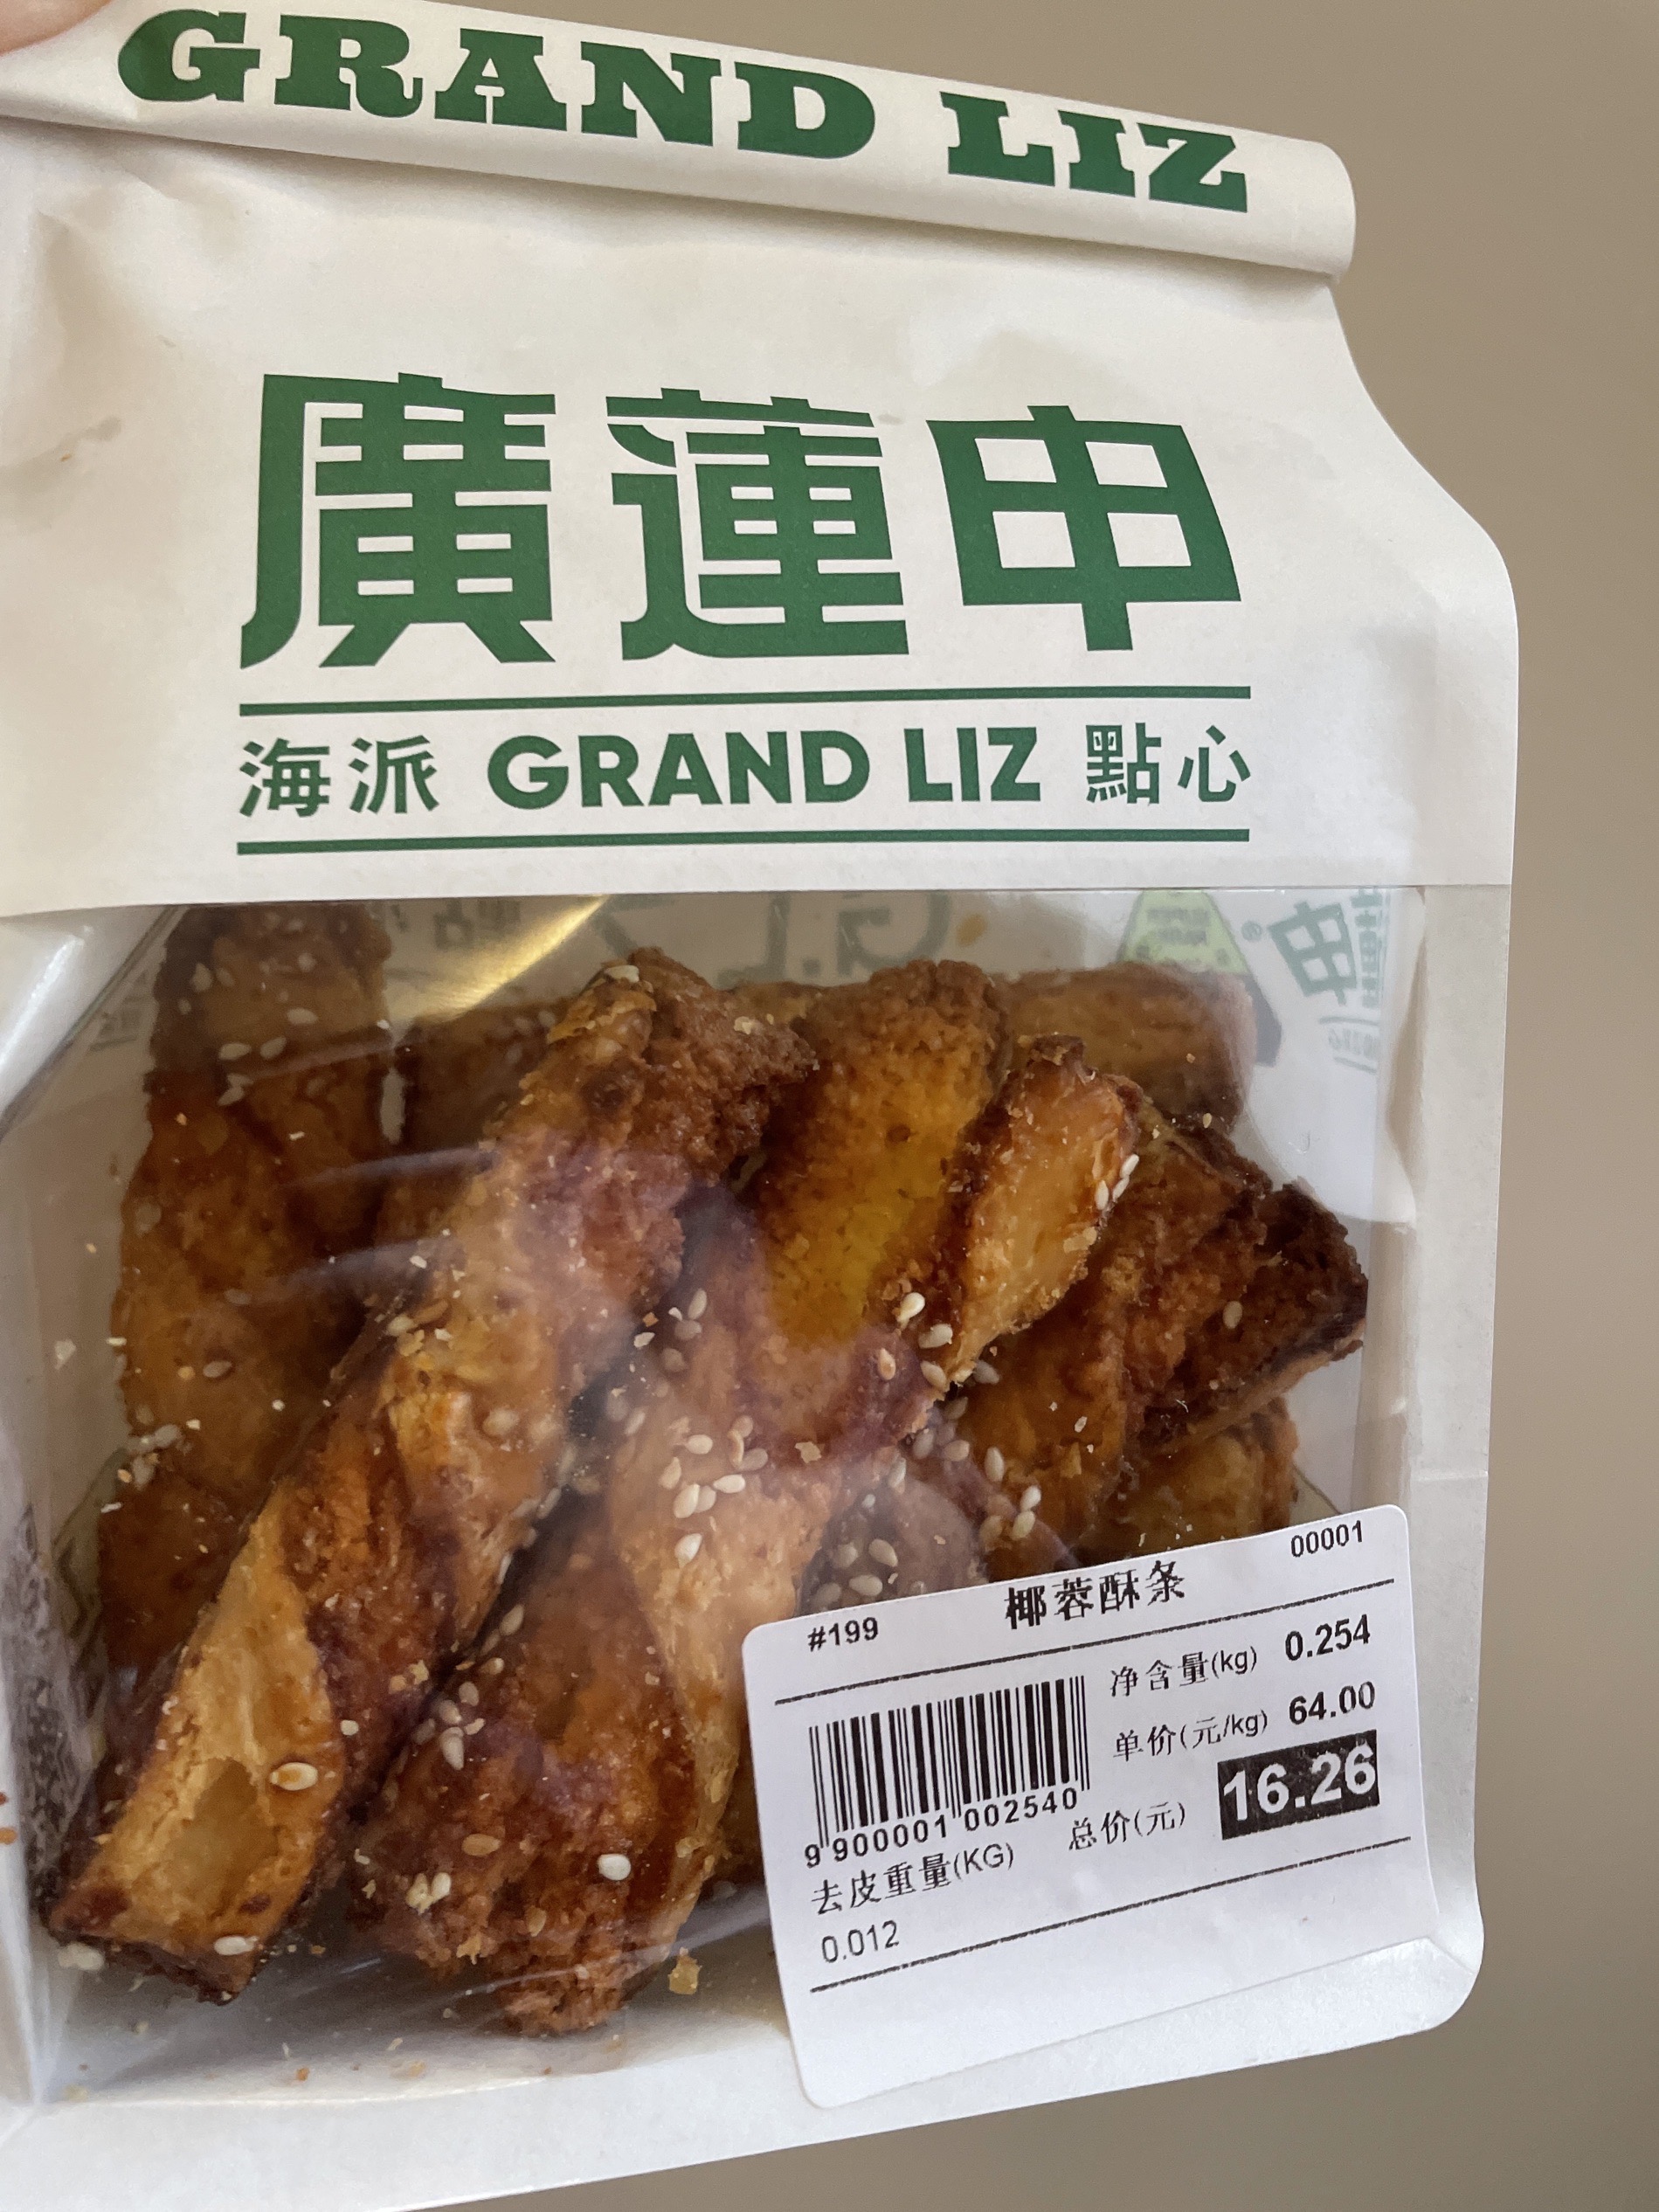 GRAND LIZ
廣蓮申
海派 GRAND LIZ 點心
#199 椰蓉酥条 00001
净含量(kg) 0.254
单价(元/kg) 64.00
9 900001 002540
总价(元) 16.26
去皮重量(KG)
0.012